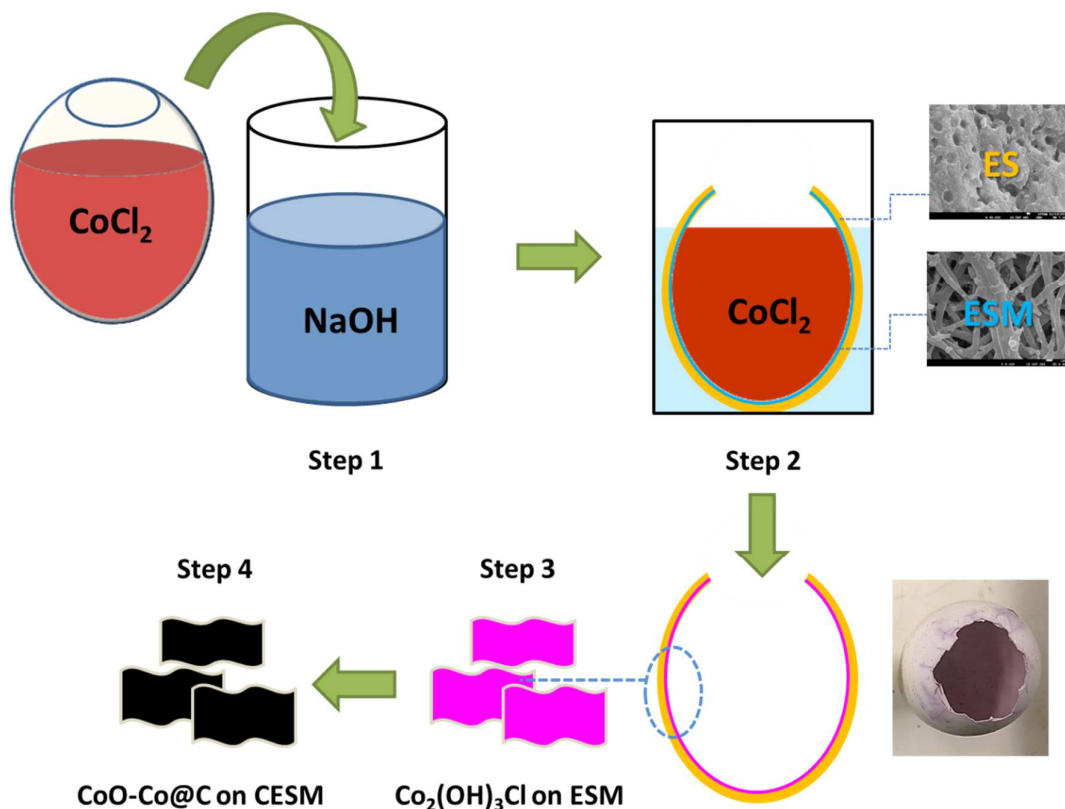 CoCl₂
NaOH
CoCl₂
ES
ESM
Step 1
Step 2
Step 4
Step 3
CoO-Co@C on CESM
Co₂(OH)₃Cl on ESM